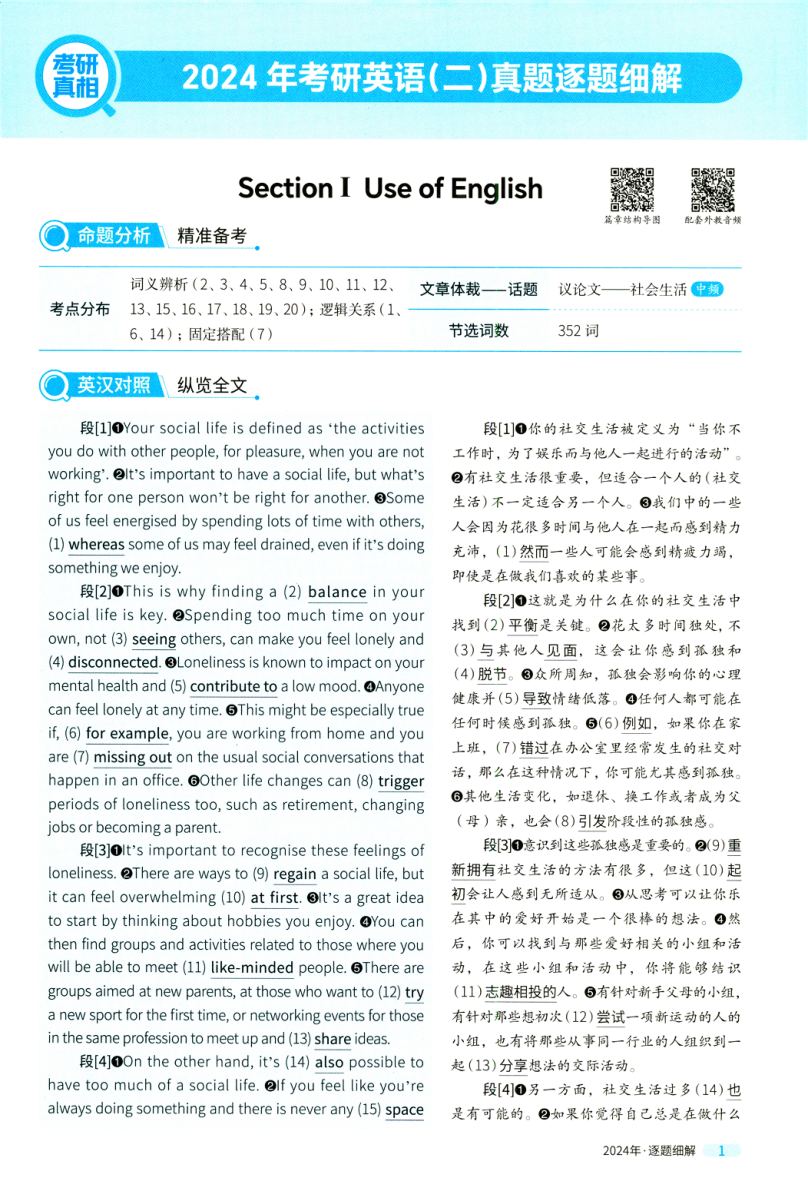 考研
真相
2024 年考研英语(二)真题逐题细解
Section Ⅰ Use of English
篇章结构导图
配套外教音频
命题分析 精准备考
考点分布
词义辨析(2、3、4、5、8、9、10、11、12、
13、15、16、17、18、19、20);逻辑关系(1、
6、14);固定搭配(7)
文章体裁——话题
议论文——社会生活 中频
节选词数
352 词
英汉对照 纵览全文
段[1]❶Your social life is defined as ‘the activities
you do with other people, for pleasure, when you are not
working’. ❷It’s important to have a social life, but what’s
right for one person won’t be right for another. ❸Some
of us feel energised by spending lots of time with others,
(1) whereas some of us may feel drained, even if it’s doing
something we enjoy.
段[2]❶This is why finding a (2) balance in your
social life is key. ❷Spending too much time on your
own, not (3) seeing others, can make you feel lonely and
(4) disconnected. ❸Loneliness is known to impact on your
mental health and (5) contribute to a low mood. ❹Anyone
can feel lonely at any time. ❺This might be especially true
if, (6) for example, you are working from home and you
are (7) missing out on the usual social conversations that
happen in an office. ❻Other life changes can (8) trigger
periods of loneliness too, such as retirement, changing
jobs or becoming a parent.
段[3]❶It’s important to recognise these feelings of
loneliness. ❷There are ways to (9) regain a social life, but
it can feel overwhelming (10) at first. ❸It’s a great idea
to start by thinking about hobbies you enjoy. ❹You can
then find groups and activities related to those where you
will be able to meet (11) like-minded people. ❺There are
groups aimed at new parents, at those who want to (12) try
a new sport for the first time, or networking events for those
in the same profession to meet up and (13) share ideas.
段[4]❶On the other hand, it’s (14) also possible to
have too much of a social life. ❷If you feel like you’re
always doing something and there is never any (15) space
段[1]❶你的社交生活被定义为“当你不
工作时,为了娱乐而与他人一起进行的活动”。
❷有社交生活很重要,但适合一个人的(社交
生活)不一定适合另一个人。❸我们中的一些
人会因为花很多时间与他人在一起而感到精力
充沛,(1)然而一些人可能会感到精疲力竭,
即使是在做我们喜欢的某些事。
段[2]❶这就是为什么在你的社交生活中
找到(2)平衡是关键。❷花太多时间独处,不
(3)与其他人见面,这会让你感到孤独和
(4)脱节。❸众所周知,孤独会影响你的心理
健康并(5)导致情绪低落。❹任何人都可能在
任何时候感到孤独。❺(6)例如,如果你在家
上班,(7)错过在办公室里经常发生的社交对
话,那么在这种情况下,你可能尤其感到孤独。
❻其他生活变化,如退休、换工作或者成为父
(母)亲,也会(8)引发阶段性的孤独感。
段[3]❶意识到这些孤独感是重要的。❷(9)重
新拥有社交生活的方法有很多,但这(10)起
初会让人感到无所适从。❸从思考可以让你乐
在其中的爱好开始是一个很棒的想法。❹然
后,你可以找到与那些爱好相关的小组和活
动,在这些小组和活动中,你将能够结识
(11)志趣相投的人。❺有针对新手父母的小组,
有针对那些想初次(12)尝试一项新运动的人的
小组,也有将那些从事同一行业的人组织到一
起(13)分享想法的交际活动。
段[4]❶另一方面,社交生活过多(14)也
是有可能的。❷如果你觉得自己总是在做什么
2024年·逐题细解 1